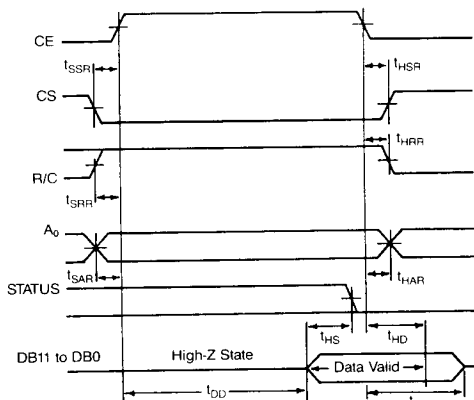 CE
tSSR
tHSR
CS
tHRR
R/C
tSRR
A0
tSAR
tHAR
STATUS
tHS
tHD
DB11 to DB0
High-Z State
Data Valid
tDD